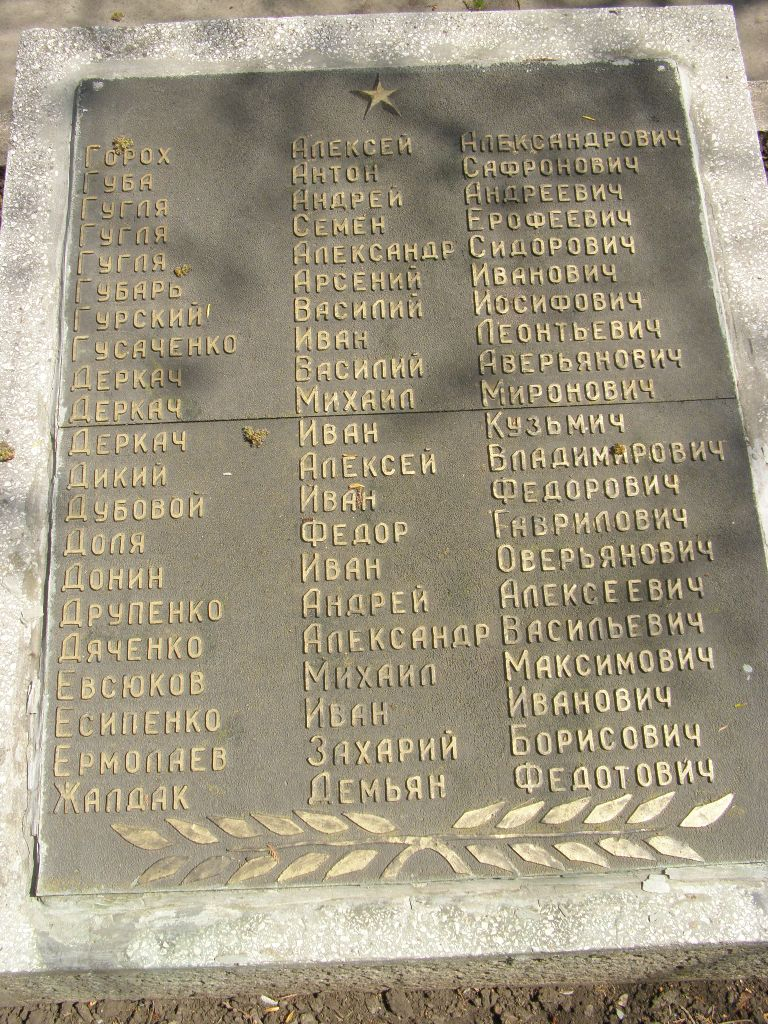 ГОРОХ АЛЕКСЕЙ АЛЕКСАНДРОВИЧ
ГУБА АНТОН САФРОНОВИЧ
ГУГЛЯ АНДРЕЙ АНДРЕЕВИЧ
ГУГЛЯ СЕМЕН ЕРОФЕЕВИЧ
ГУГЛЯ АЛЕКСАНДР СИДОРОВИЧ
ГУБАРЬ АРСЕНИЙ ИВАНОВИЧ
ГУРСКИЙ ВАСИЛИЙ ИОСИФОВИЧ
ГУСАЧЕНКО ИВАН ЛЕОНТЬЕВИЧ
ДЕРКАЧ ВАСИЛИЙ АВЕРЬЯНОВИЧ
ДЕРКАЧ МИХАИЛ МИРОНОВИЧ
ДЕРКАЧ ИВАН КУЗЬМИЧ
ДИКИЙ АЛЕКСЕЙ ВЛАДИМИРОВИЧ
ДУБОВОЙ ИВАН ФЕДОРОВИЧ
ДОЛЯ ФЕДОР ГАВРИЛОВИЧ
ДОНИН ИВАН ОВЕРЬЯНОВИЧ
ДРУПЕНКО АНДРЕЙ АЛЕКСЕЕВИЧ
ДЯЧЕНКО АЛЕКСАНДР ВАСИЛЬЕВИЧ
ЕВСЮКОВ МИХАИЛ МАКСИМОВИЧ
ЕСИПЕНКО ИВАН ИВАНОВИЧ
ЕРМОЛАЕВ ЗАХАРИЙ БОРИСОВИЧ
ЖАЛДАК ДЕМЬЯН ФЕДОТОВИЧ